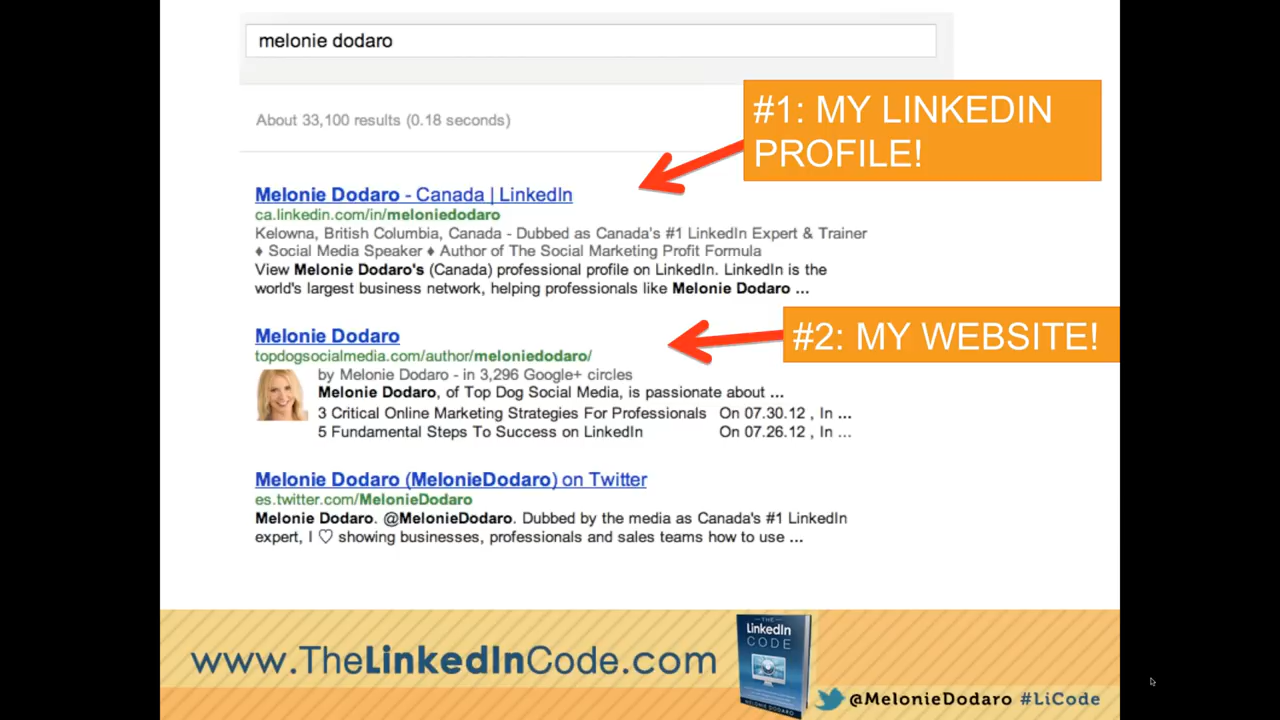 melonie dodaro
About 33,100 results (0.18 seconds)
#1: MY LINKEDIN
PROFILE!
Melonie Dodaro - Canada | LinkedIn
ca.linkedin.com/in/meloniedodaro
Kelowna, British Columbia, Canada - Dubbed as Canada's #1 LinkedIn Expert & Trainer
♦ Social Media Speaker ♦ Author of The Social Marketing Profit Formula
View Melonie Dodaro's (Canada) professional profile on LinkedIn. LinkedIn is the
world's largest business network, helping professionals like Melonie Dodaro ...
#2: MY WEBSITE!
Melonie Dodaro
topdogsocialmedia.com/author/meloniedodaro/
by Melonie Dodaro - in 3,296 Google+ circles
Melonie Dodaro, of Top Dog Social Media, is passionate about ...
3 Critical Online Marketing Strategies For Professionals On 07.30.12 , In ...
5 Fundamental Steps To Success on LinkedIn On 07.26.12 , In ...
Melonie Dodaro (MelonieDodaro) on Twitter
es.twitter.com/MelonieDodaro
Melonie Dodaro. @MelonieDodaro. Dubbed by the media as Canada's #1 LinkedIn
expert, I ♡ showing businesses, professionals and sales teams how to use ...
www.TheLinkedInCode.com
THE
LinkedIn
CODE
MELONIE DODARO
@MelonieDodaro #LiCode